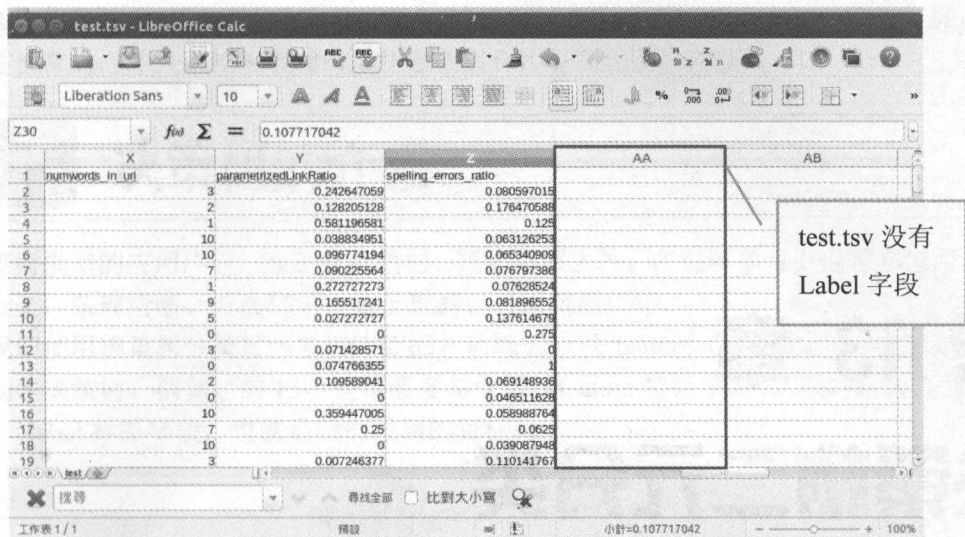 test.tsv - LibreOffice Calc
Liberation Sans 10
Z30 f(x) Σ = 0.107717042
X Y Z AA AB
1 numwords_in_url parametrizedLinkRatio spelling_errors_ratio
2 3 0.242647059 0.080597015
3 2 0.128205128 0.176470588
4 1 0.581196581 0.125
5 10 0.038834951 0.063126253
6 10 0.096774194 0.065340909
7 7 0.090225564 0.076797386
8 1 0.272727273 0.07628524
9 9 0.165517241 0.081896552
10 5 0.027272727 0.137614679
11 0 0 0.275
12 3 0.071428571 0
13 0 0.074766355 1
14 2 0.109589041 0.069148936
15 0 0 0.046511628
16 10 0.359447005 0.058988764
17 7 0.25 0.0625
18 10 0 0.039087948
19 3 0.007246377 0.110141767
test.tsv 没有
Label 字段
test
搜尋 尋找全部 比對大小寫
工作表 1 / 1 預設 小計=0.107717042 100%